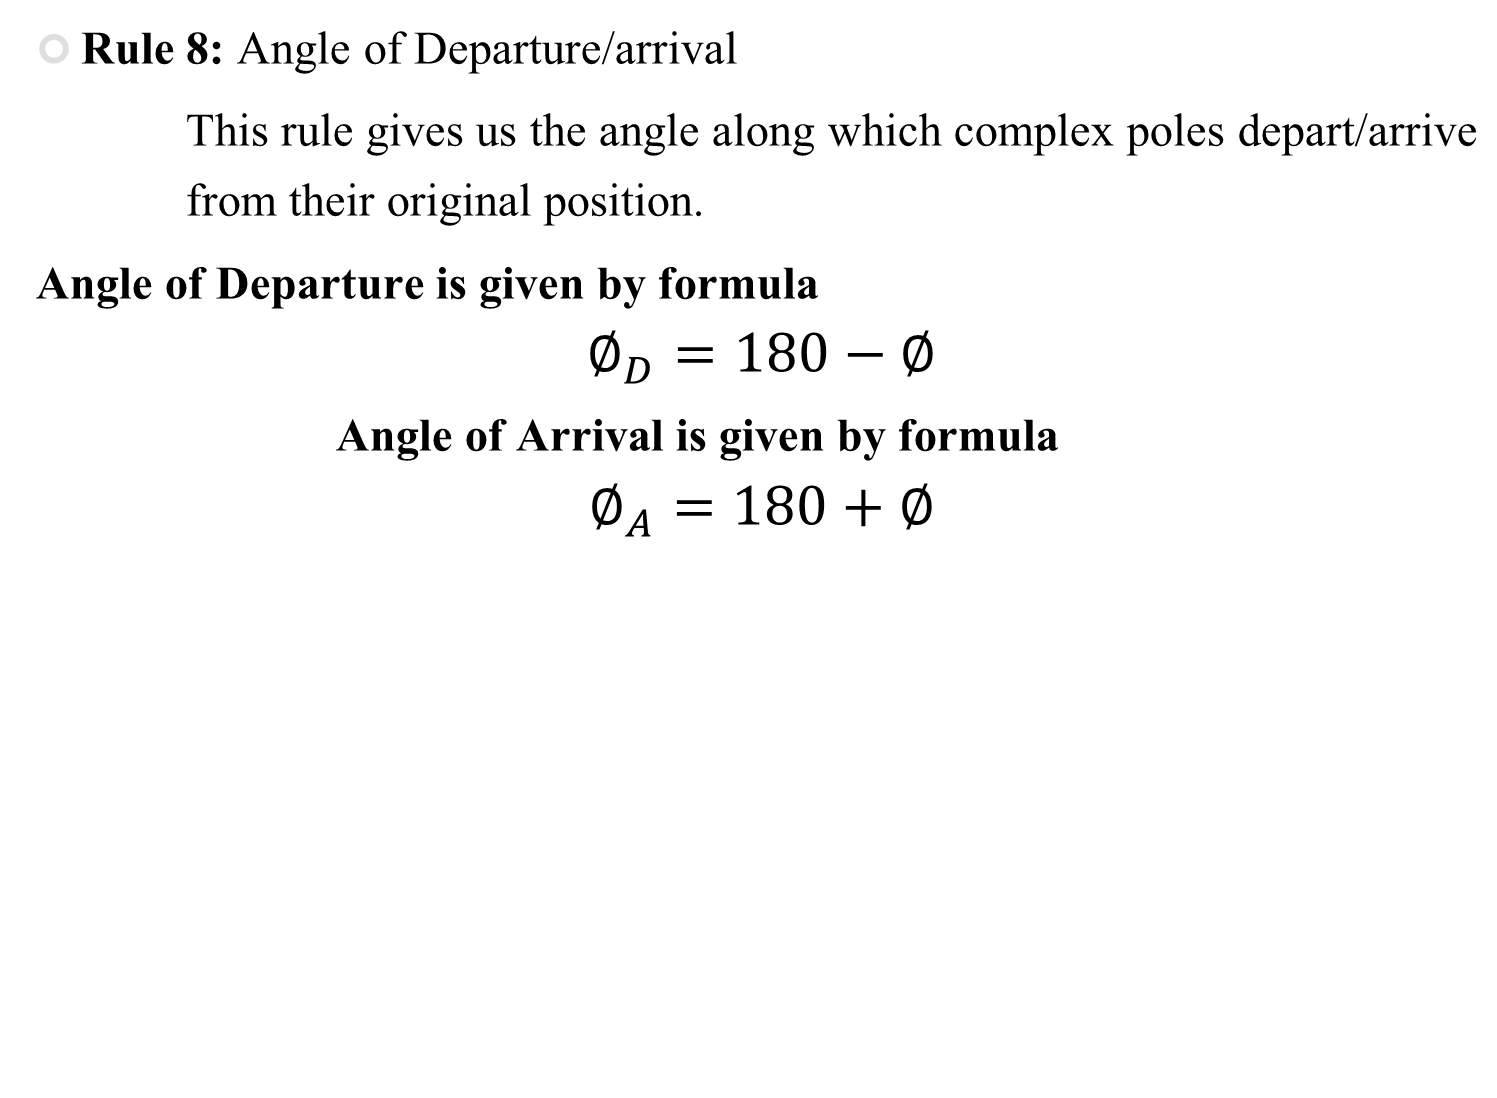 Rule 8: Angle of Departure/arrival
This rule gives us the angle along which complex poles depart/arrive
from their original position.
Angle of Departure is given by formula
∅D = 180 − ∅
Angle of Arrival is given by formula
∅A = 180 + ∅